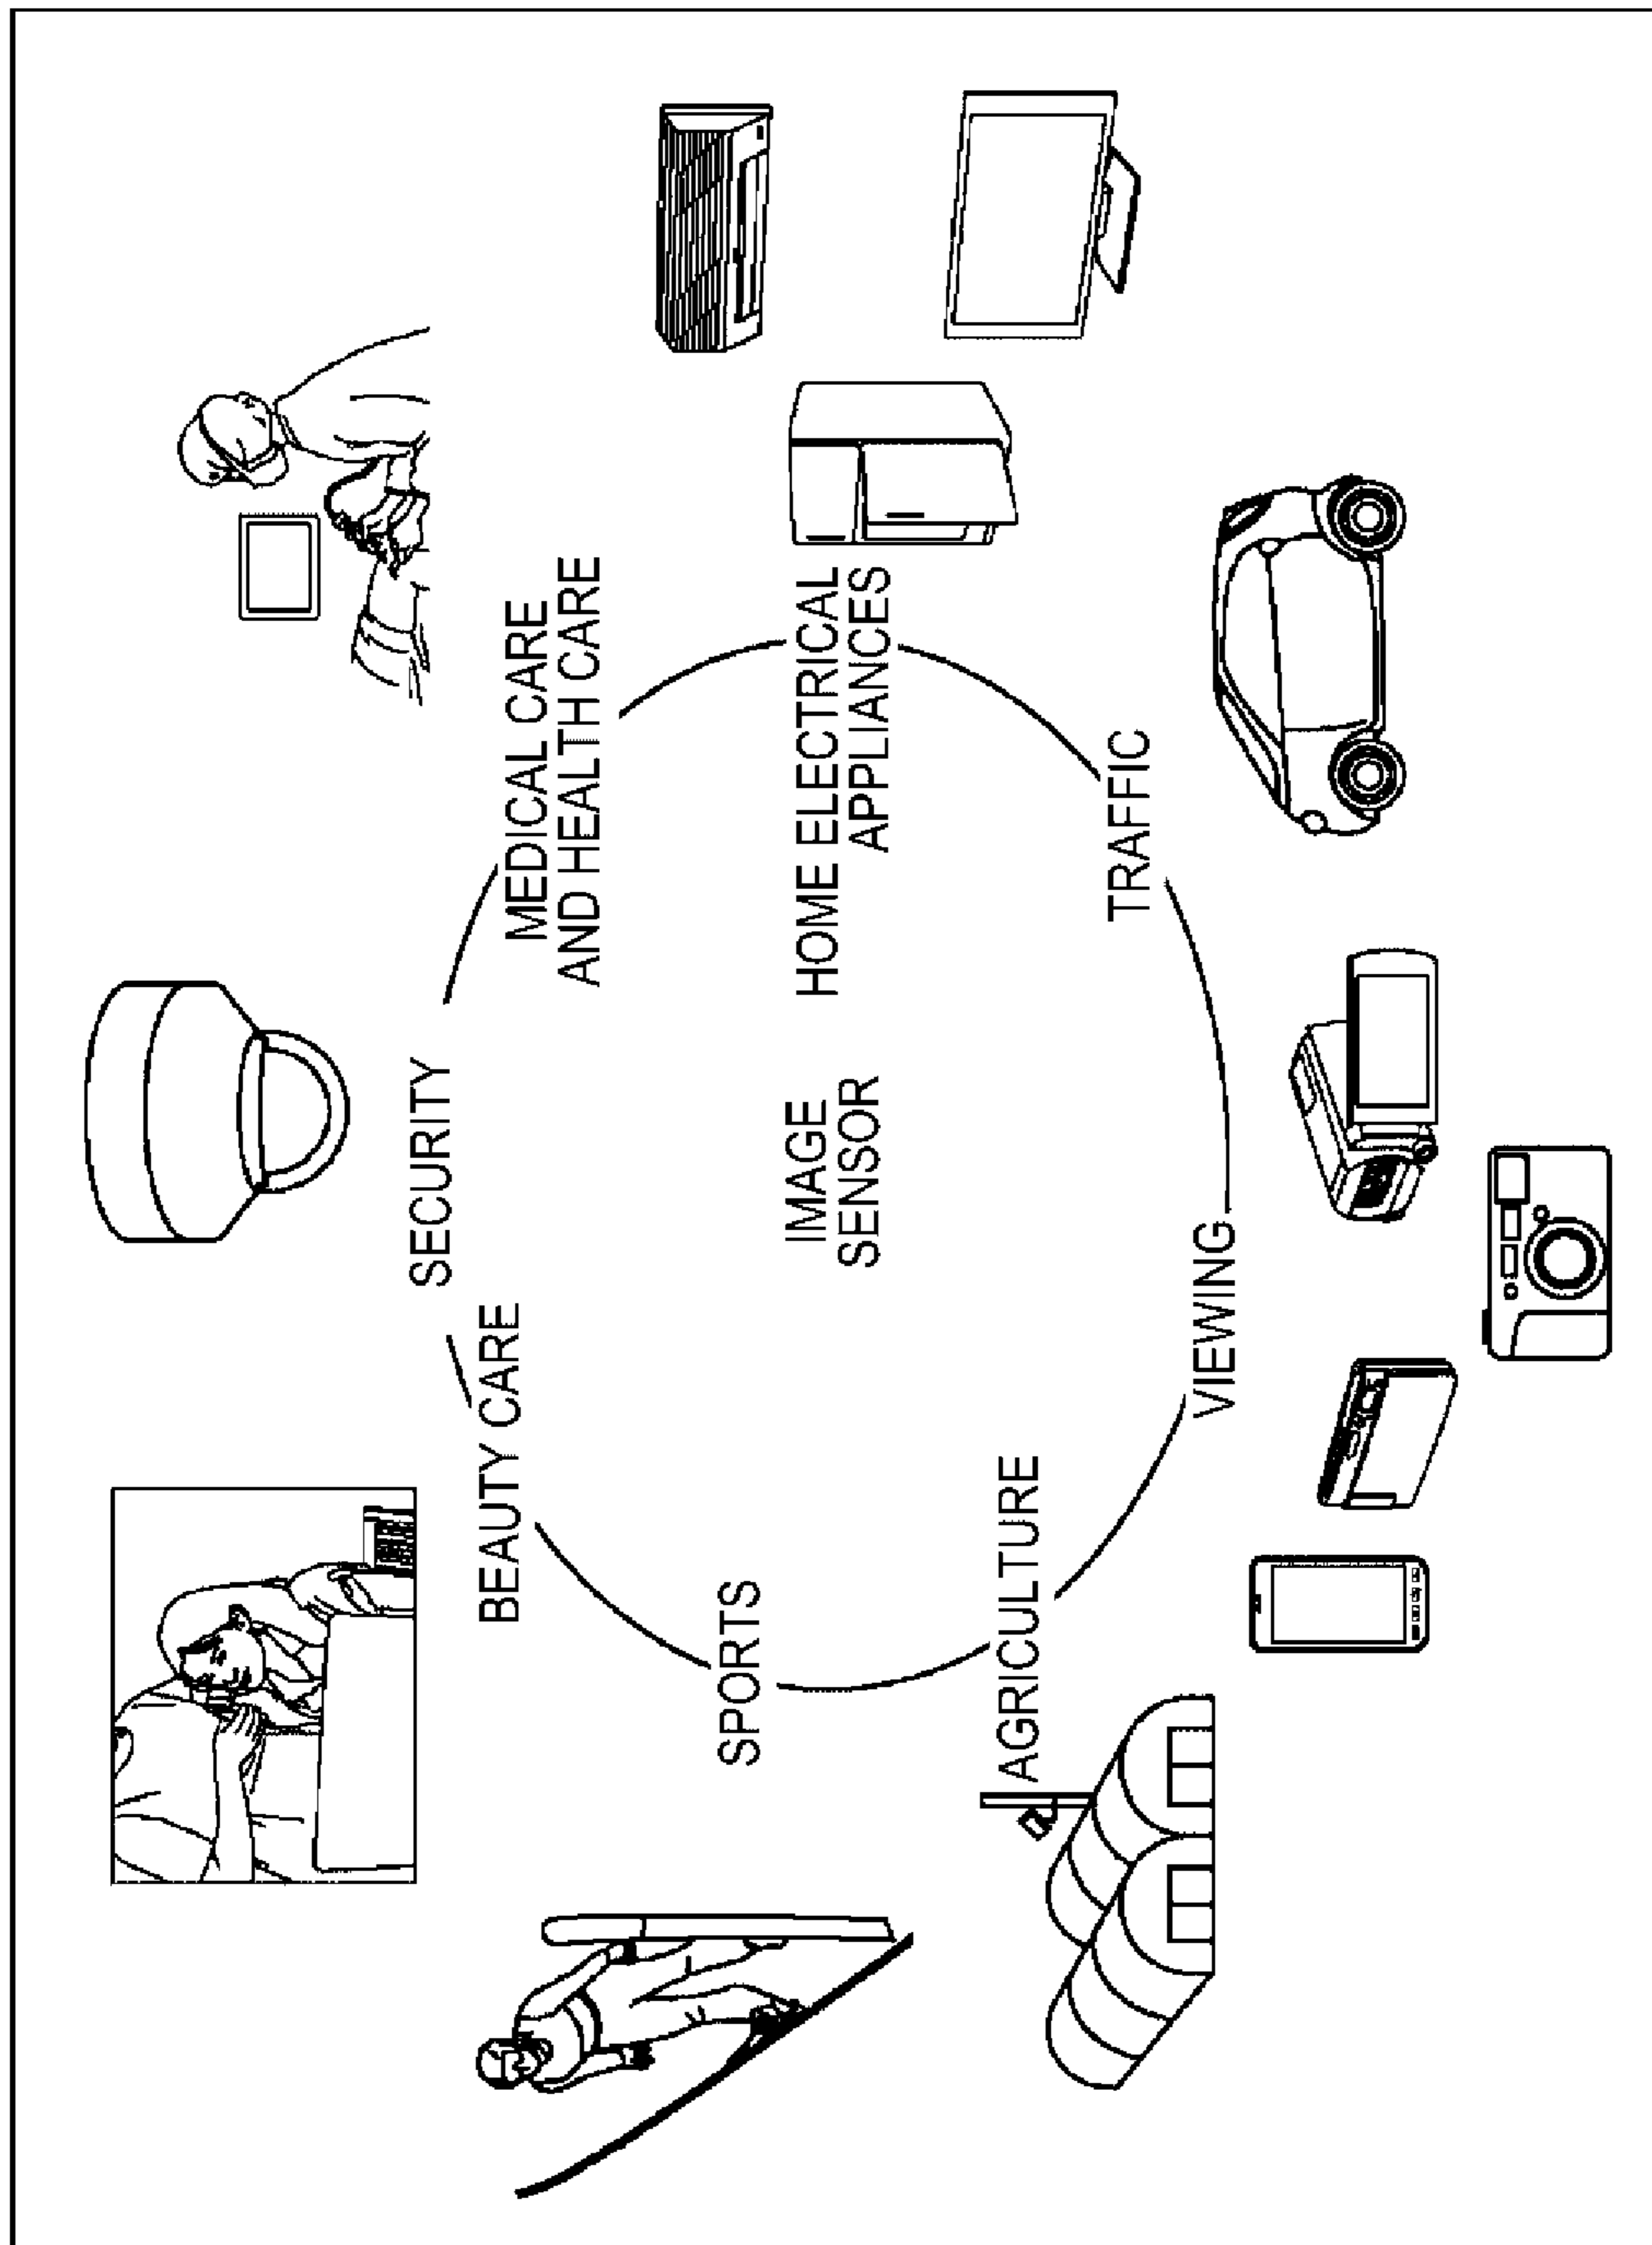 SECURITY
MEDICAL CARE
AND HEALTH CARE
BEAUTY CARE
SPORTS
IMAGE
SENSOR
HOME ELECTRICAL
APPLIANCES
AGRICULTURE
TRAFFIC
VIEWING